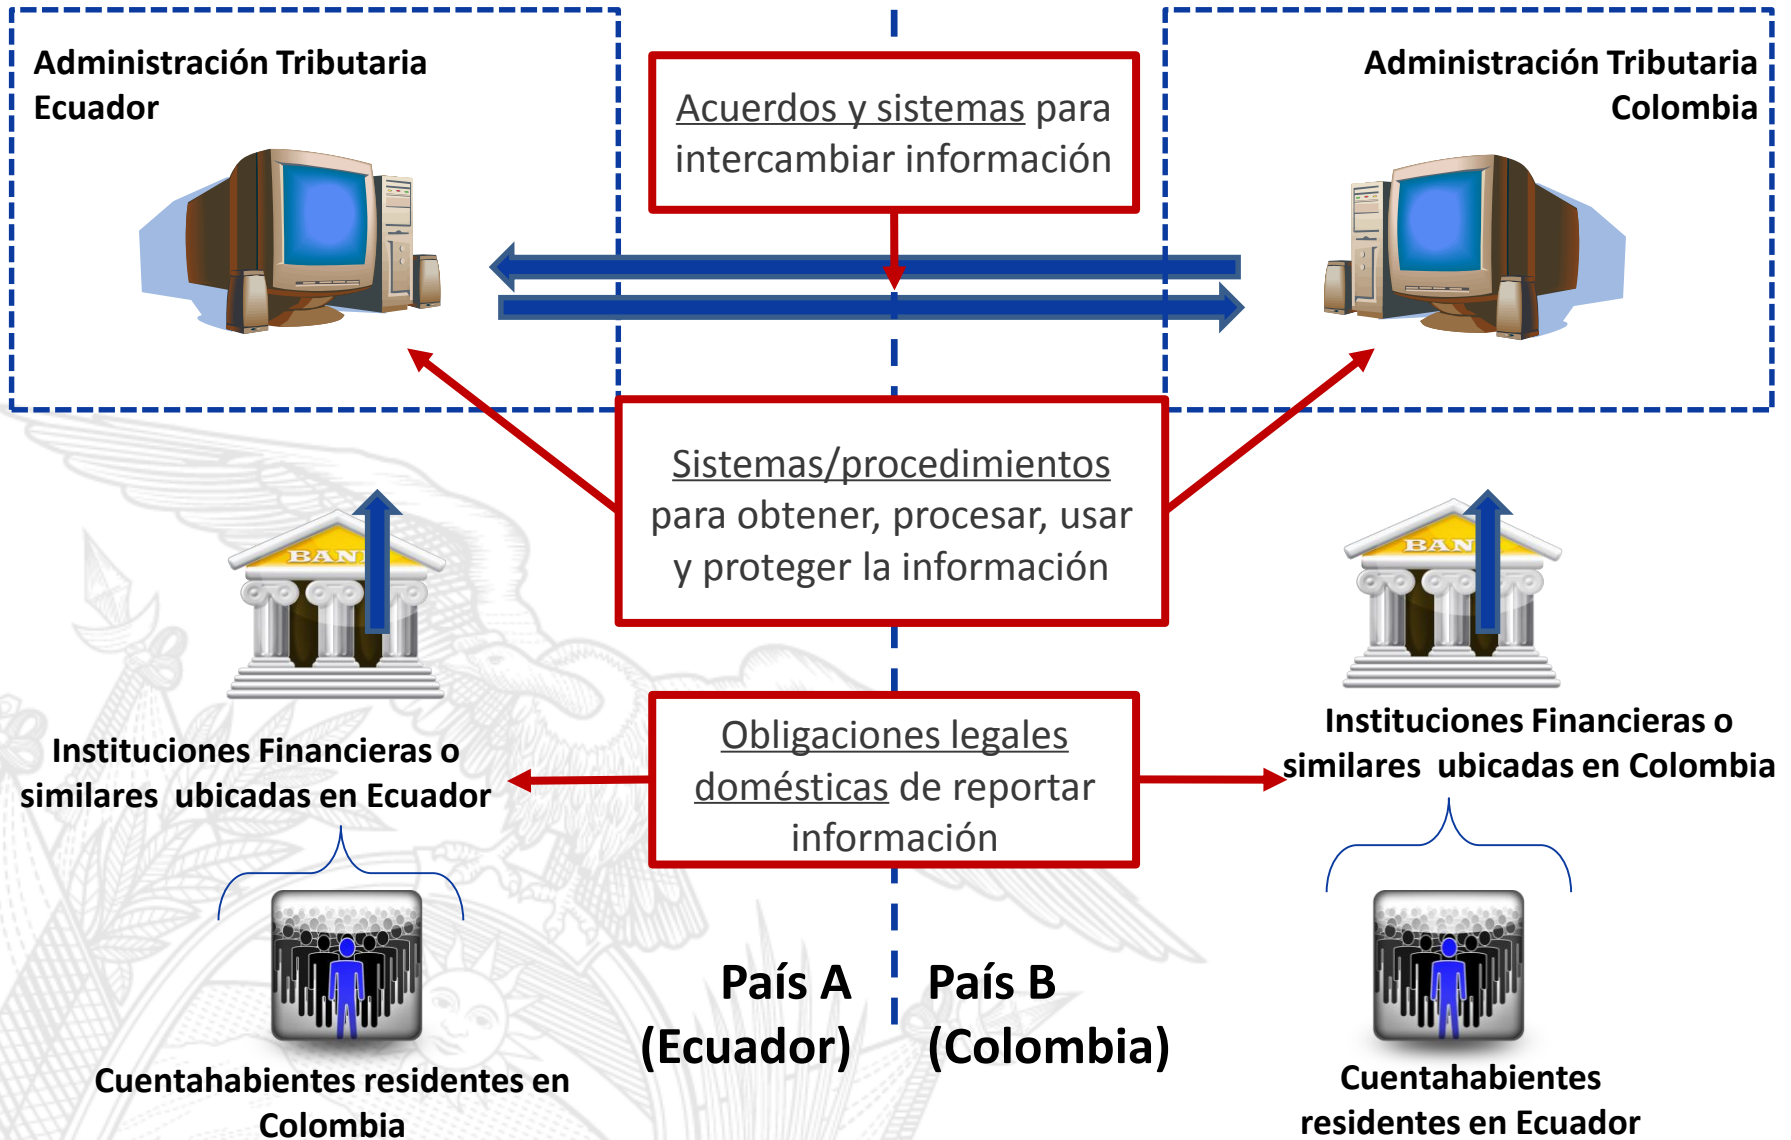 Administración Tributaria
Ecuador
Acuerdos y sistemas para
intercambiar información
Administración Tributaria
Colombia
Sistemas/procedimientos
para obtener, procesar, usar
y proteger la información
BANK
BANK
Obligaciones legales
domésticas de reportar
información
Instituciones Financieras o
similares ubicadas en Ecuador
Instituciones Financieras o
similares ubicadas en Colombia
País A
(Ecuador)
País B
(Colombia)
Cuentahabientes residentes en
Colombia
Cuentahabientes
residentes en Ecuador